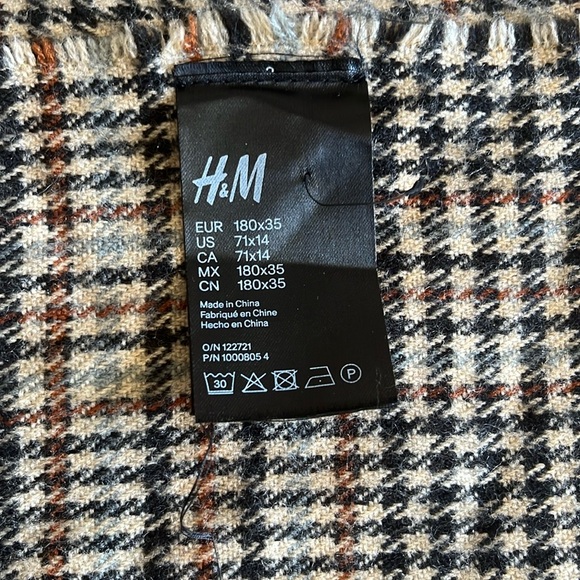 H&M
EUR 180x35
US 71x14
CA 71x14
MX 180x35
CN 180x35
Made in China
Fabriqué en Chine
Hecho en China
O/N 122721
P/N 1000805 4
30
P